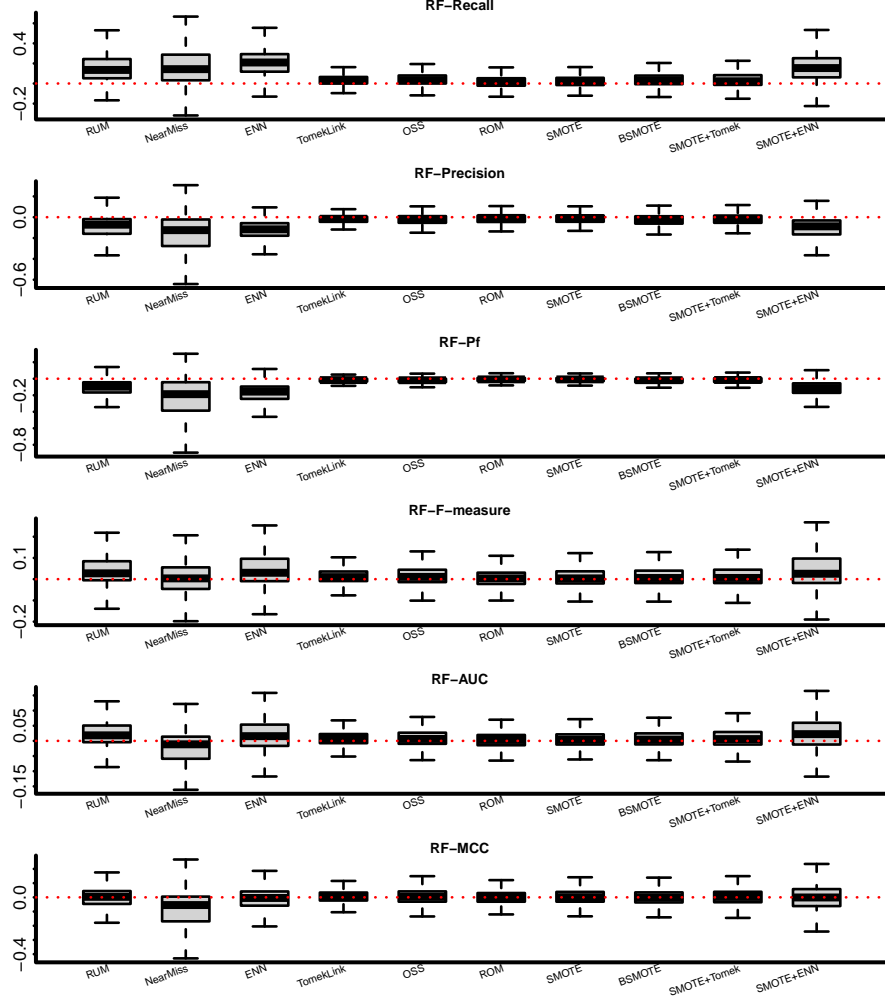 RF−Recall
0.4
−0.2
RUM NearMiss ENN TomekLink OSS ROM SMOTE BSMOTE SMOTE+Tomek SMOTE+ENN
RF−Precision
0.0
−0.6
RUM NearMiss ENN TomekLink OSS ROM SMOTE BSMOTE SMOTE+Tomek SMOTE+ENN
RF−Pf
−0.2
−0.8
RUM NearMiss ENN TomekLink OSS ROM SMOTE BSMOTE SMOTE+Tomek SMOTE+ENN
RF−F−measure
0.1
−0.2
RUM NearMiss ENN TomekLink OSS ROM SMOTE BSMOTE SMOTE+Tomek SMOTE+ENN
RF−AUC
0.05
−0.15
RUM NearMiss ENN TomekLink OSS ROM SMOTE BSMOTE SMOTE+Tomek SMOTE+ENN
RF−MCC
0.0
−0.4
RUM NearMiss ENN TomekLink OSS ROM SMOTE BSMOTE SMOTE+Tomek SMOTE+ENN